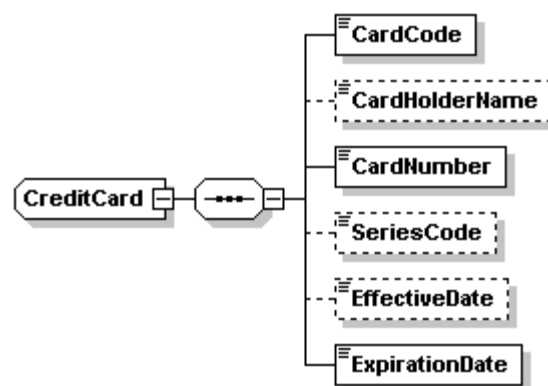 CardCode
CardHolderName
CardNumber
CreditCard
SeriesCode
EffectiveDate
ExpirationDate